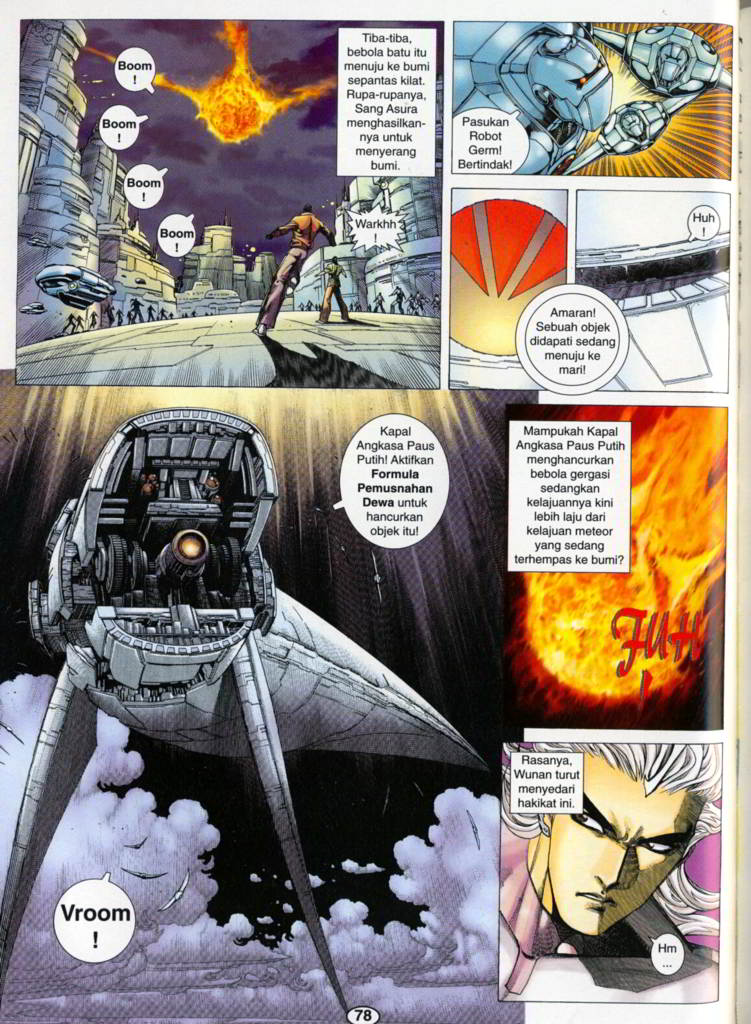 Boom
!
Boom
!
Boom
!
Boom
!
Tiba-tiba,
bebola batu itu
menuju ke bumi
sepantas kilat.
Rupa-rupanya,
Sang Asura
menghasilkan-
nya untuk
menyerang
bumi.
Warkhh
!
Pasukan
Robot
Germ!
Bertindak!
Huh
!
Amaran!
Sebuah objek
didapati sedang
menuju ke
mari!
Kapal
Angkasa Paus
Putih! Aktifkan
Formula
Pemusnahan
Dewa untuk
hancurkan
objek itu!
Vroom
!
Mampukah Kapal
Angkasa Paus Putih
menghancurkan
bebola gergasi
sedangkan
kelajuannya kini
lebih laju dari
kelajuan meteor
yang sedang
terhempas ke bumi?
FUH
!
Rasanya,
Wunan turut
menyedari
hakikat ini.
Hm
...
78